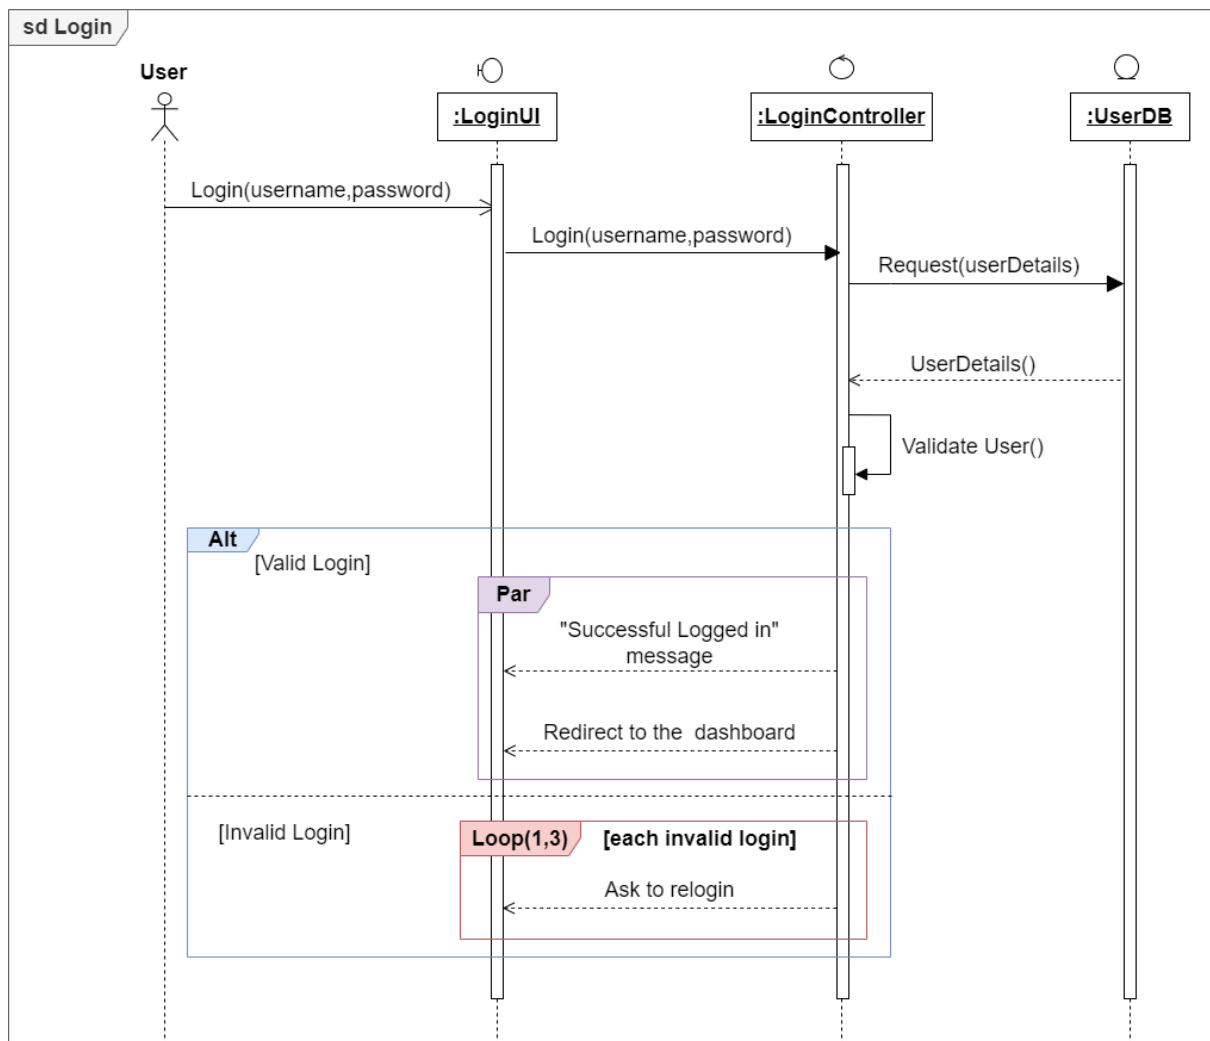 sd Login
User
:LoginUI
:LoginController
:UserDB
Login(username,password)
Login(username,password)
Request(userDetails)
UserDetails()
Validate User()
Alt
[Valid Login]
Par
"Successful Logged in"
message
Redirect to the  dashboard
[Invalid Login]
Loop(1,3)
[each invalid login]
Ask to relogin